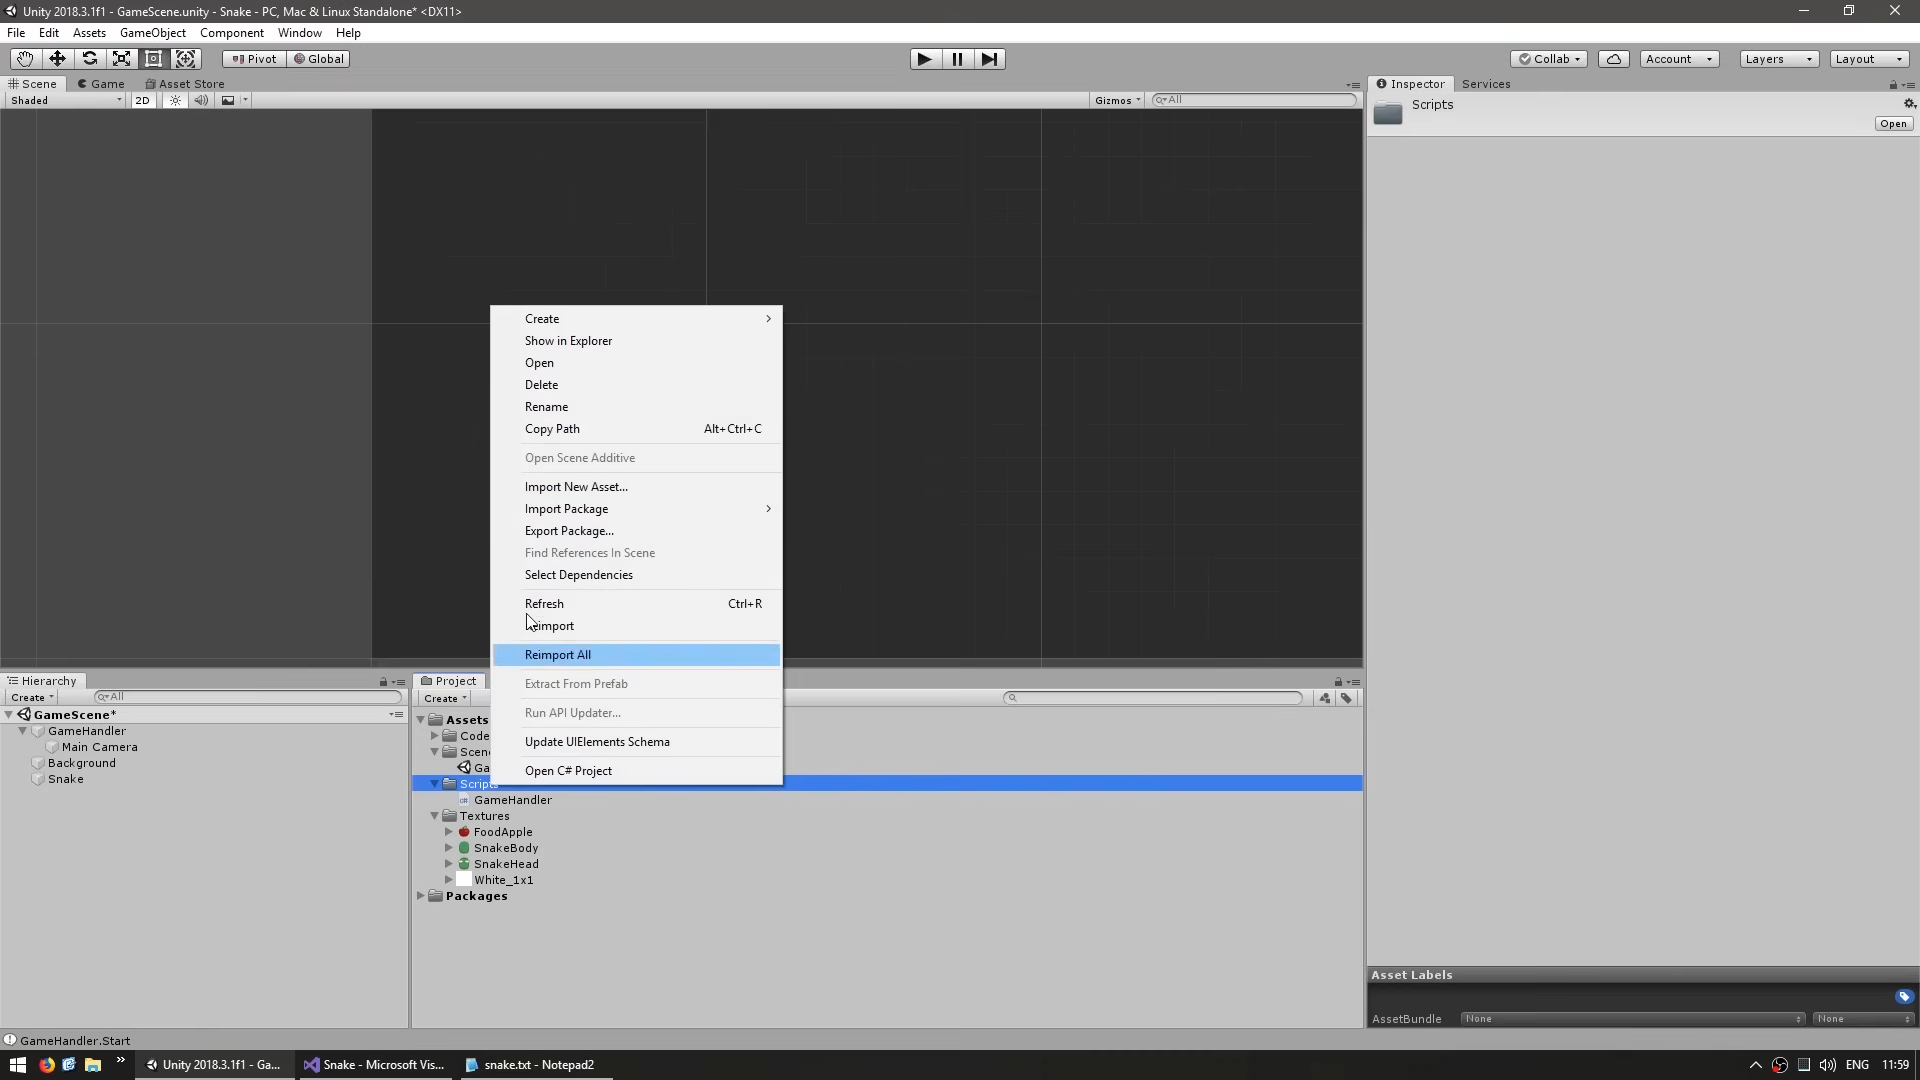 Unity 2018.3.1f1 - GameScene.unity - Snake - PC, Mac & Linux Standalone* <DX11>
File Edit Assets GameObject Component Window Help
Pivot Global Collab Account Layers Layout
Scene Game Asset Store
Shaded 2D Gizmos All
Inspector Services
Scripts
Open
Create
Show in Explorer
Open
Delete
Rename
Copy Path Alt+Ctrl+C
Open Scene Additive
Import New Asset...
Import Package
Export Package...
Find References In Scene
Select Dependencies
Refresh Ctrl+R
Reimport
Reimport All
Extract From Prefab
Run API Updater...
Update UIElements Schema
Open C# Project
Hierarchy
Create All
GameScene*
GameHandler
Main Camera
Background
Snake
Project
Create
Assets
Code
Scene
Ga
Scripts
GameHandler
Textures
FoodApple
SnakeBody
SnakeHead
White_1x1
Packages
Asset Labels
AssetBundle None None
GameHandler.Start
Unity 2018.3.1f1 - Ga... Snake - Microsoft Vis... snake.txt - Notepad2 ENG 11:59